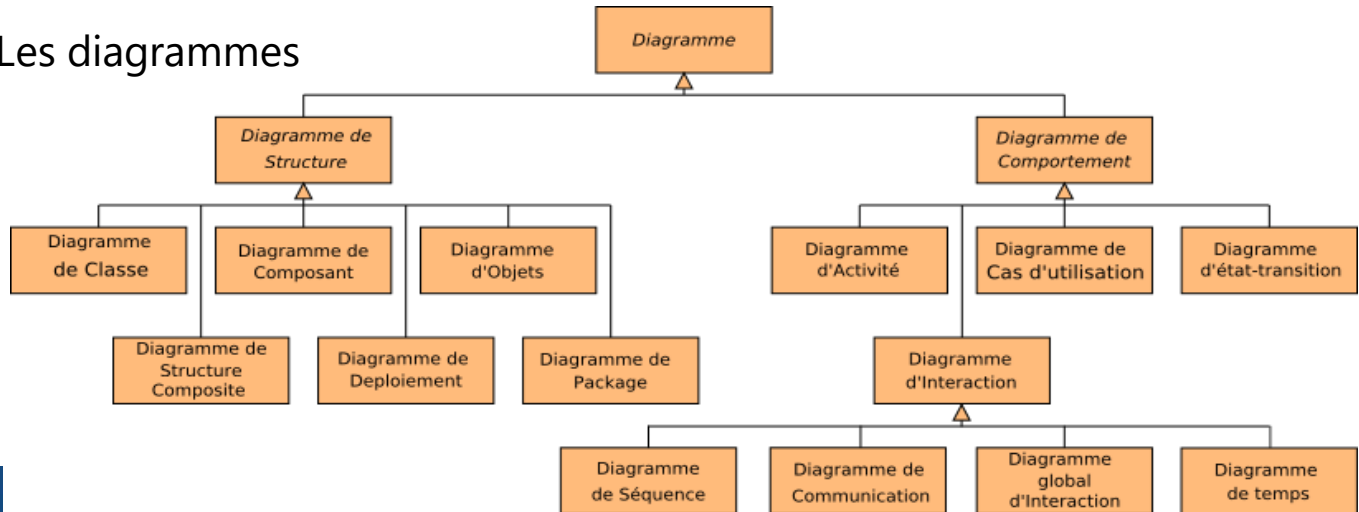 Les diagrammes
Diagramme
Diagramme de
Structure
Diagramme de
Comportement
Diagramme
de Classe
Diagramme de
Composant
Diagramme
d'Objets
Diagramme
d'Activité
Diagramme de
Cas d'utilisation
Diagramme
d'état-transition
Diagramme de
Structure
Composite
Diagramme de
Deploiement
Diagramme de
Package
Diagramme
d'Interaction
Diagramme
de Séquence
Diagramme de
Communication
Diagramme
global
d'Interaction
Diagramme
de temps